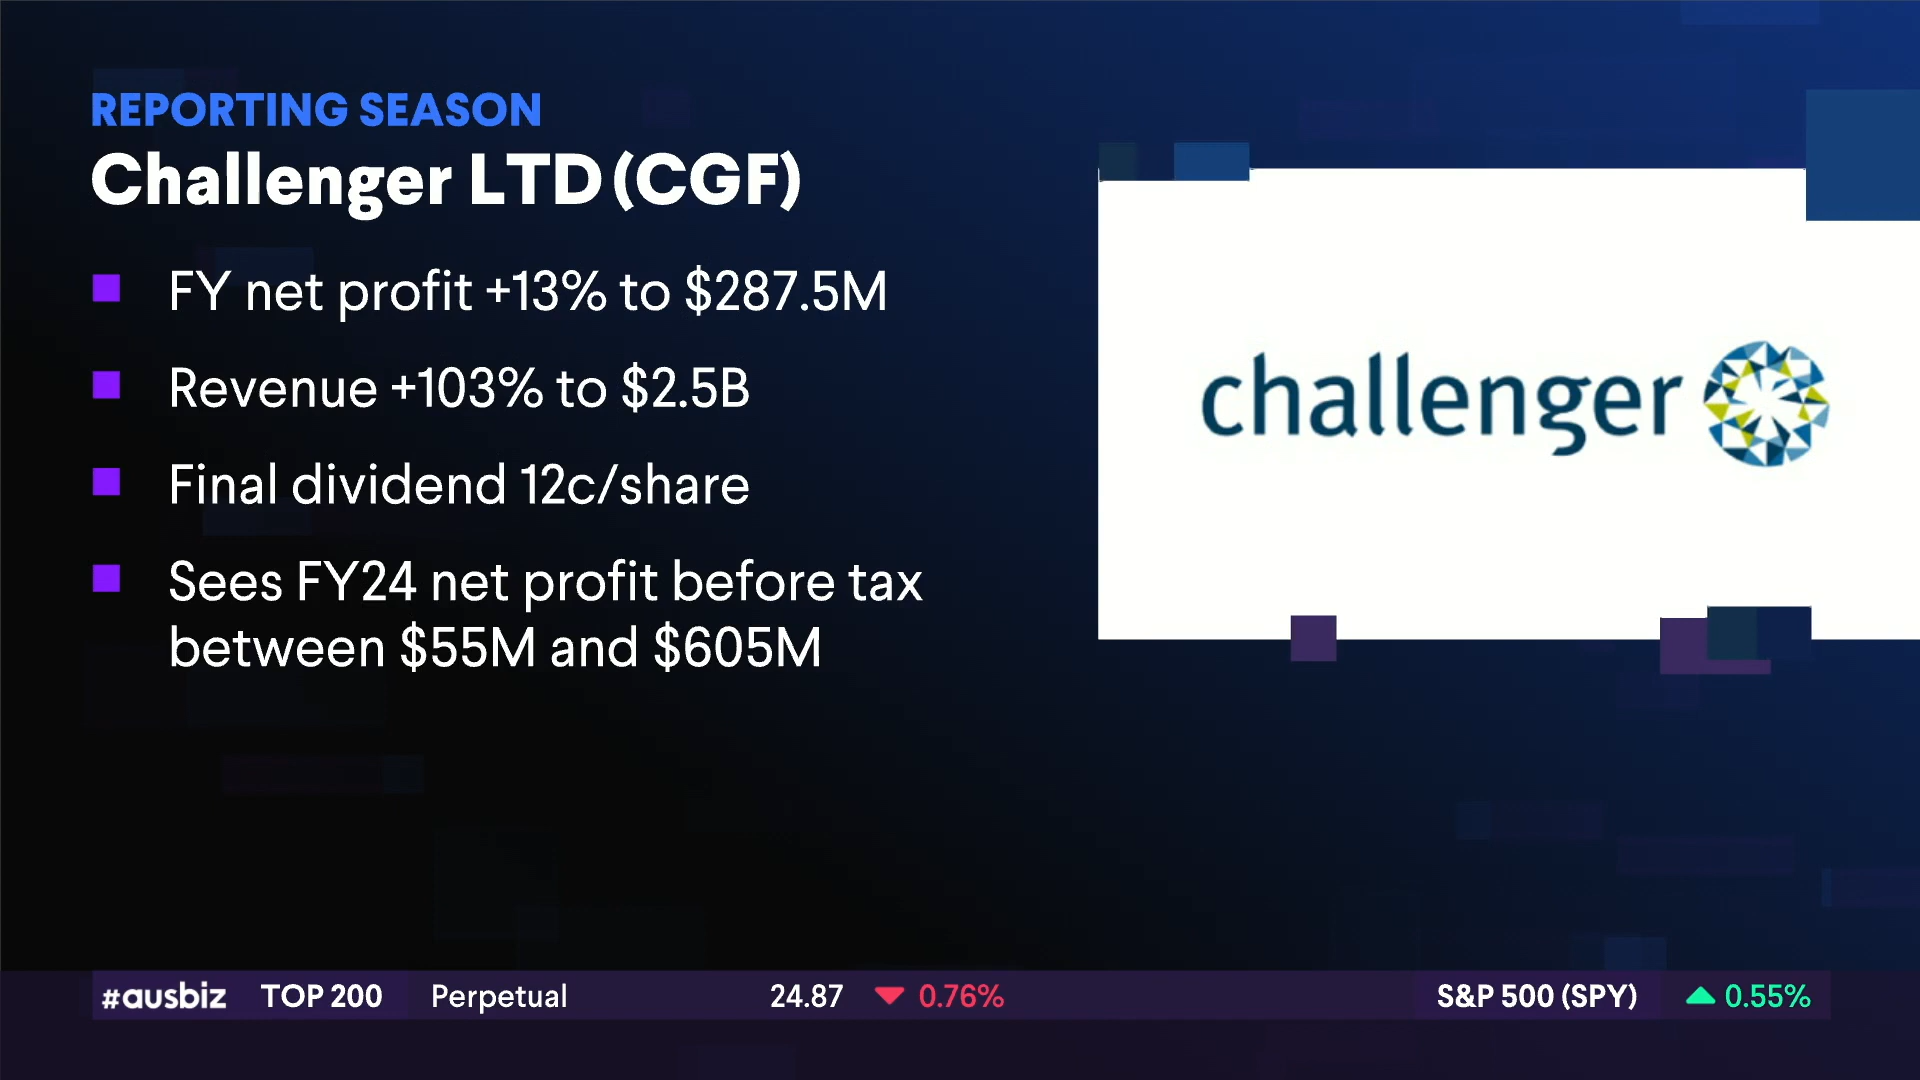 REPORTING SEASON
Challenger LTD (CGF)
FY net profit +13% to $287.5M
Revenue +103% to $2.5B
Final dividend 12c/share
Sees FY24 net profit before tax
between $55M and $605M
challenger
#ausbiz TOP 200 Perpetual 24.87 0.76% S&P 500 (SPY) 0.55%